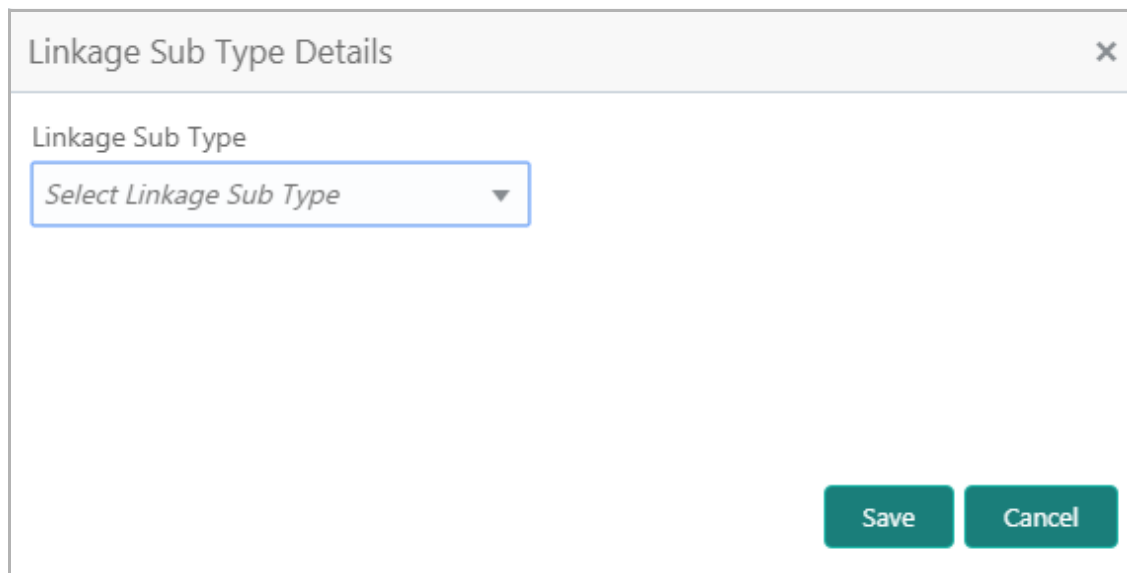 Linkage Sub Type Details
Linkage Sub Type
Select Linkage Sub Type
Save Cancel